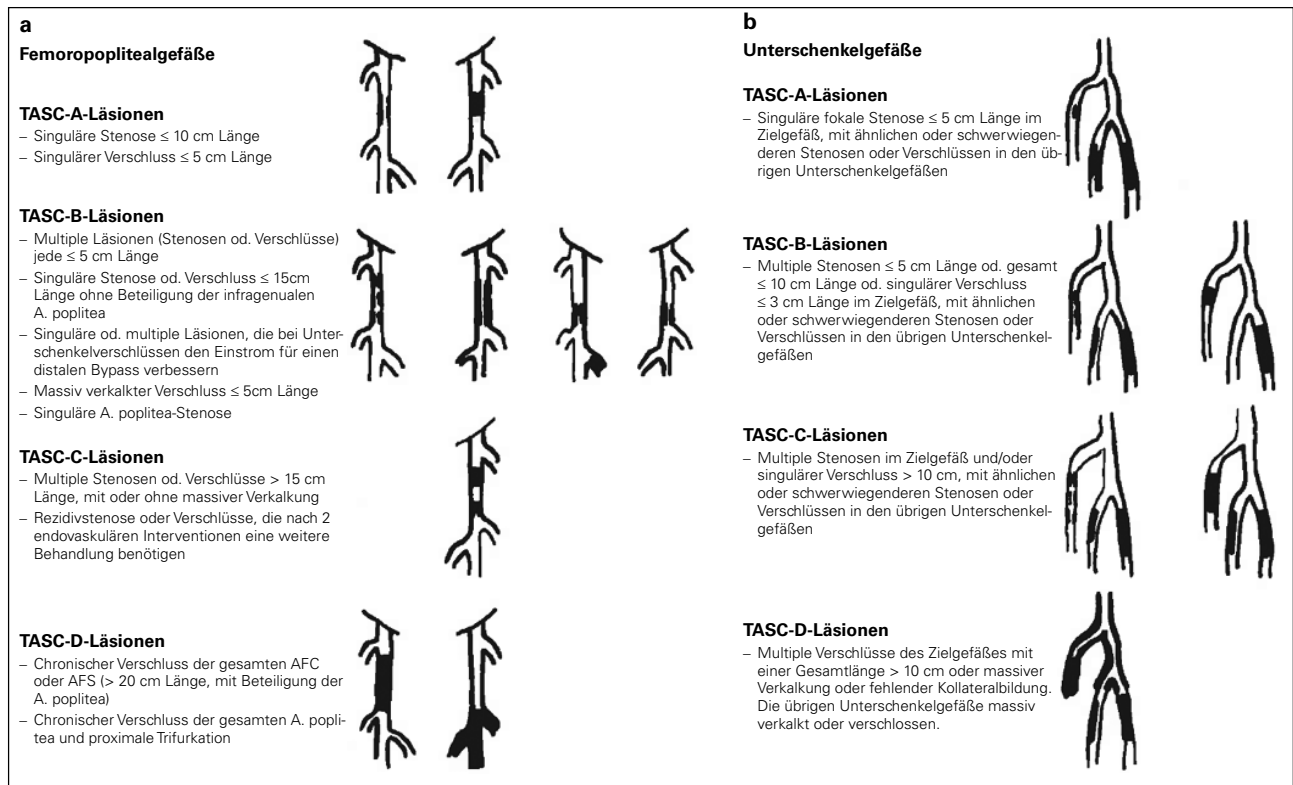 a
Femoropoplitealgefäße
TASC-A-Läsionen
– Singuläre Stenose ≤ 10 cm Länge
– Singulärer Verschluss ≤ 5 cm Länge
TASC-B-Läsionen
– Multiple Läsionen (Stenosen od. Verschlüsse)
jede ≤ 5 cm Länge
– Singuläre Stenose od. Verschluss ≤ 15cm
Länge ohne Beteiligung der infragenualen
A. poplitea
– Singuläre od. multiple Läsionen, die bei Unter-
schenkelverschlüssen den Einstrom für einen
distalen Bypass verbessern
– Massiv verkalkter Verschluss ≤ 5cm Länge
– Singuläre A. poplitea-Stenose
TASC-C-Läsionen
– Multiple Stenosen od. Verschlüsse > 15 cm
Länge, mit oder ohne massiver Verkalkung
– Rezidivstenose oder Verschlüsse, die nach 2
endovaskulären Interventionen eine weitere
Behandlung benötigen
TASC-D-Läsionen
– Chronischer Verschluss der gesamten AFC
oder AFS (> 20 cm Länge, mit Beteiligung der
A. poplitea)
– Chronischer Verschluss der gesamten A. popli-
tea und proximale Trifurkation
b
Unterschenkelgefäße
TASC-A-Läsionen
– Singuläre fokale Stenose ≤ 5 cm Länge im
Zielgefäß, mit ähnlichen oder schwerwiegen-
deren Stenosen oder Verschlüssen in den üb-
rigen Unterschenkelgefäßen
TASC-B-Läsionen
– Multiple Stenosen ≤ 5 cm Länge od. gesamt
≤ 10 cm Länge od. singulärer Verschluss
≤ 3 cm Länge im Zielgefäß, mit ähnlichen
oder schwerwiegenderen Stenosen oder
Verschlüssen in den übrigen Unterschenkel-
gefäßen
TASC-C-Läsionen
– Multiple Stenosen im Zielgefäß und/oder
singulärer Verschluss > 10 cm, mit ähnlichen
oder schwerwiegenderen Stenosen oder
Verschlüssen in den übrigen Unterschenkel-
gefäßen
TASC-D-Läsionen
– Multiple Verschlüsse des Zielgefäßes mit
einer Gesamtlänge > 10 cm oder massiver
Verkalkung oder fehlender Kollateralbildung.
Die übrigen Unterschenkelgefäße massiv
verkalkt oder verschlossen.